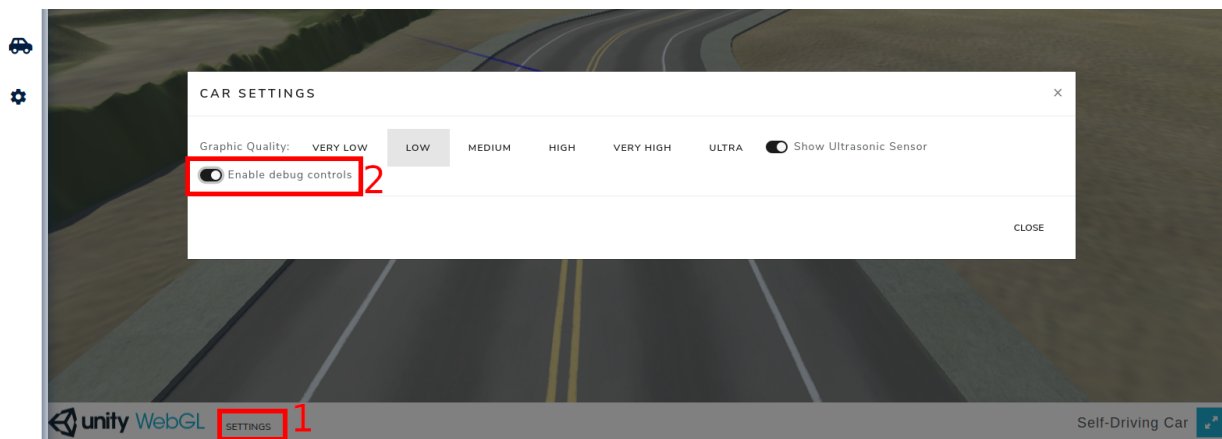 CAR SETTINGS ×
Graphic Quality: VERY LOW LOW MEDIUM HIGH VERY HIGH ULTRA Show Ultrasonic Sensor
Enable debug controls 2
CLOSE
unity WebGL SETTINGS 1 Self-Driving Car